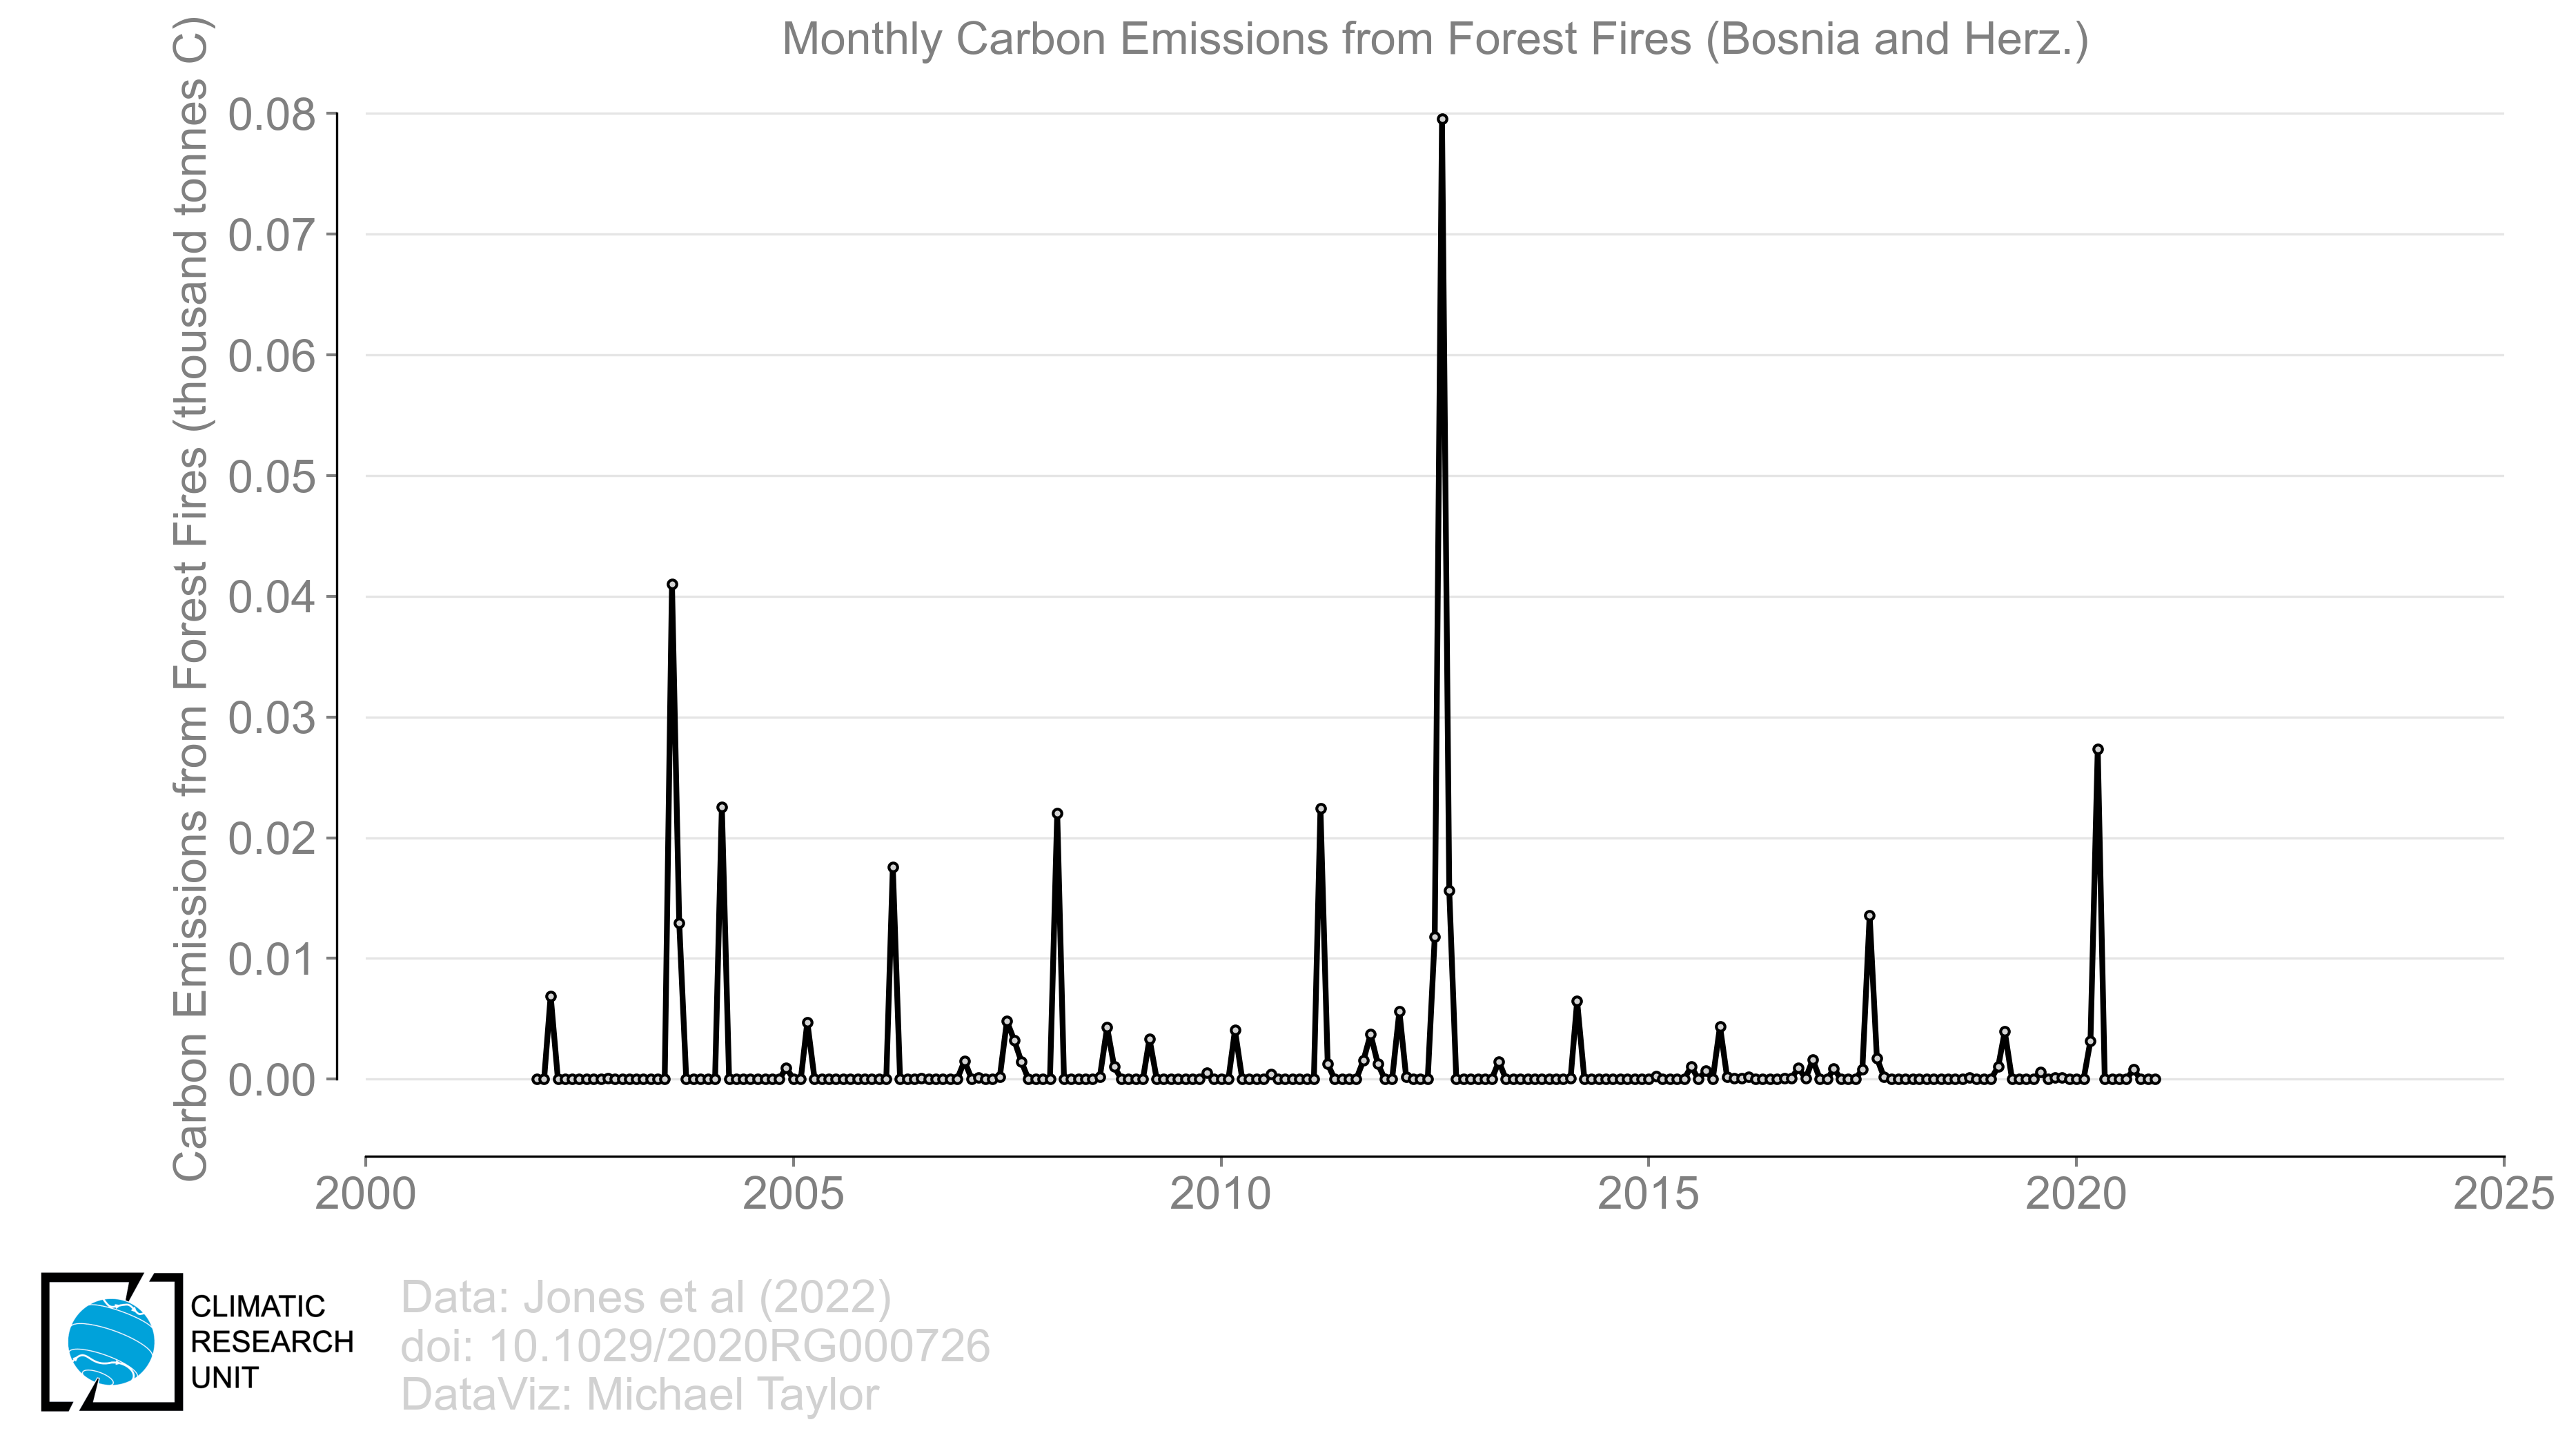 Monthly Carbon Emissions from Forest Fires (Bosnia and Herz.)
Carbon Emissions from Forest Fires (thousand tonnes C)
0.08
0.07
0.06
0.05
0.04
0.03
0.02
0.01
0.00
2000
2005
2010
2015
2020
2025
CLIMATIC
RESEARCH
UNIT
Data: Jones et al (2022)
doi: 10.1029/2020RG000726
DataViz: Michael Taylor